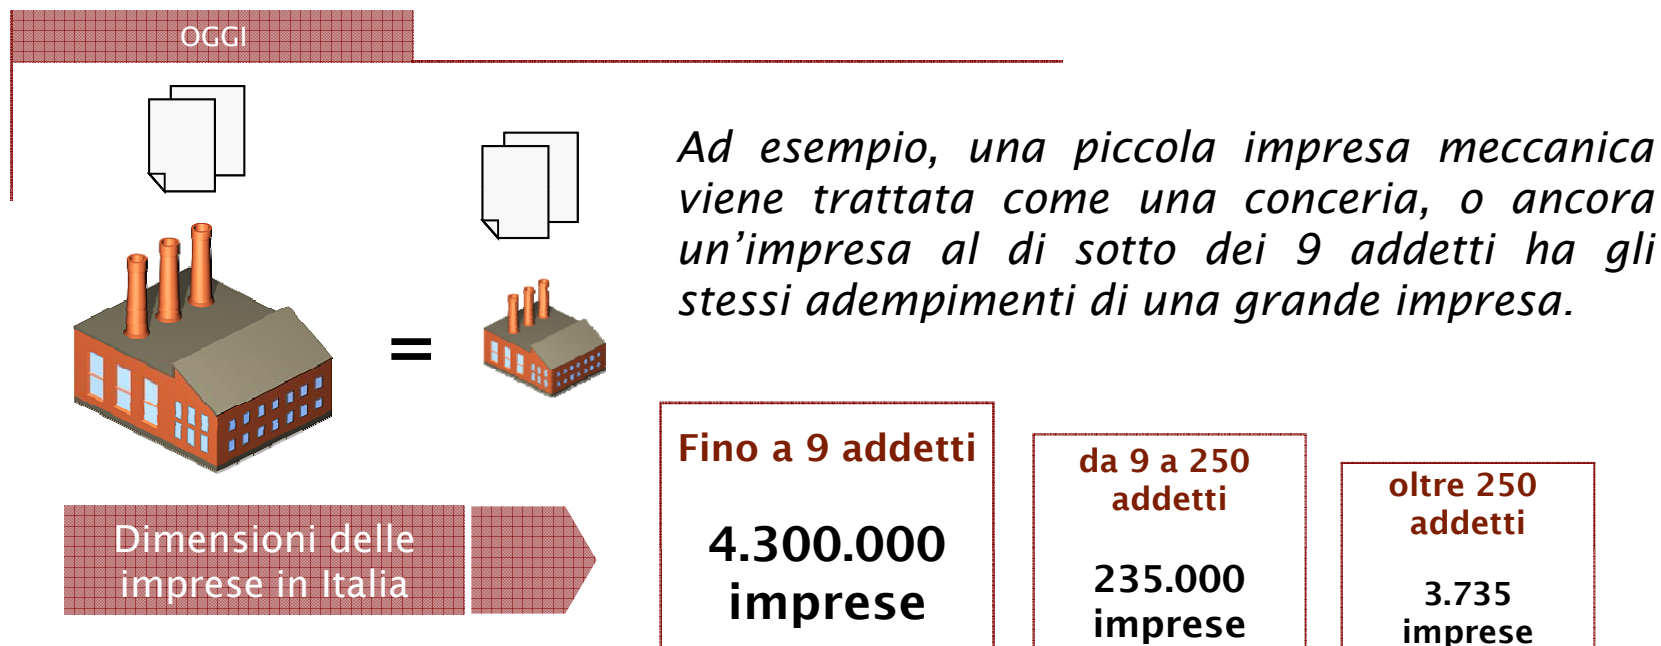 OGGI
Ad esempio, una piccola impresa meccanica
viene trattata come una conceria, o ancora
un’impresa al di sotto dei 9 addetti ha gli
stessi adempimenti di una grande impresa.
=
Dimensioni delle
imprese in Italia
Fino a 9 addetti
4.300.000
imprese
da 9 a 250
addetti
235.000
imprese
oltre 250
addetti
3.735
imprese